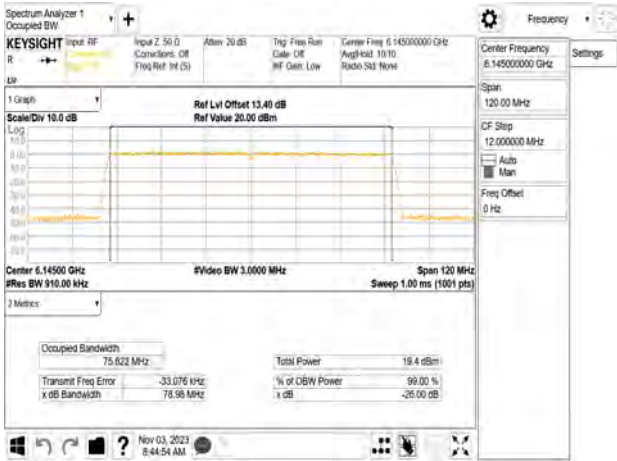 Spectrum Analyzer 1
Occupied BW
+
Frequency
KEYSIGHT
Input: RF
R
Input Z: 50 Ω
Corrections: Off
Freq Ref: Int (S)
Atten: 20 dB
Trig: Free Run
Gate: Off
#IF Gain: Low
Center Freq: 6.145000000 GHz
Avg|Hold: 10/10
Radio Std: None
Center Frequency
6.145000000 GHz
Settings
Span
120.00 MHz
CF Step
12.000000 MHz
Auto
Man
Freq Offset
0 Hz
1 Graph
Scale/Div 10.0 dB
Ref Lvl Offset 13.40 dB
Ref Value 20.00 dBm
Log
Center 6.14500 GHz
#Res BW 910.00 kHz
#Video BW 3.0000 MHz
Span 120 MHz
Sweep 1.00 ms (1001 pts)
2 Metrics
Occupied Bandwidth
75.622 MHz
Total Power 19.4 dBm
Transmit Freq Error -33.076 kHz
% of OBW Power 99.00 %
x dB Bandwidth 78.98 MHz
x dB -26.00 dB
?
Nov 03, 2023
8:44:54 AM